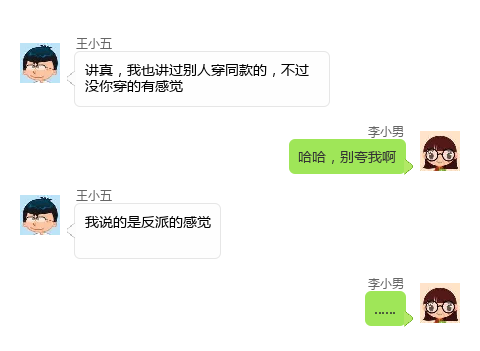 王小五
讲真，我也讲过别人穿同款的，不过
没你穿的有感觉
李小男
哈哈，别夸我啊
王小五
我说的是反派的感觉
李小男
……